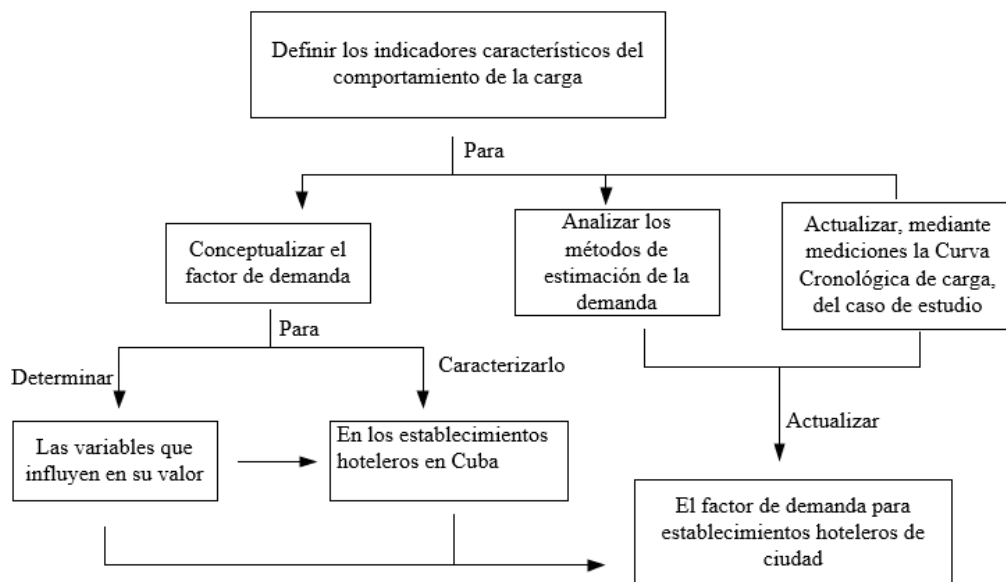 Definir los indicadores característicos del
comportamiento de la carga
Para
Conceptualizar el
factor de demanda
Analizar los
métodos de
estimación de la
demanda
Actualizar, mediante
mediciones la Curva
Cronológica de carga,
del caso de estudio
Para
Determinar
Caracterizarlo
Actualizar
Las variables que
influyen en su valor
En los establecimientos
hoteleros en Cuba
El factor de demanda para
establecimientos hoteleros de
ciudad